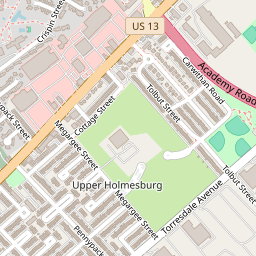 Crispin Street
US 13
Academy Road
Carwithan Road
Tolbut Street
Cottage Street
Megargee Street
Upper Holmesburg
Megargee Street
Tolbut Street
Torresdale Avenue